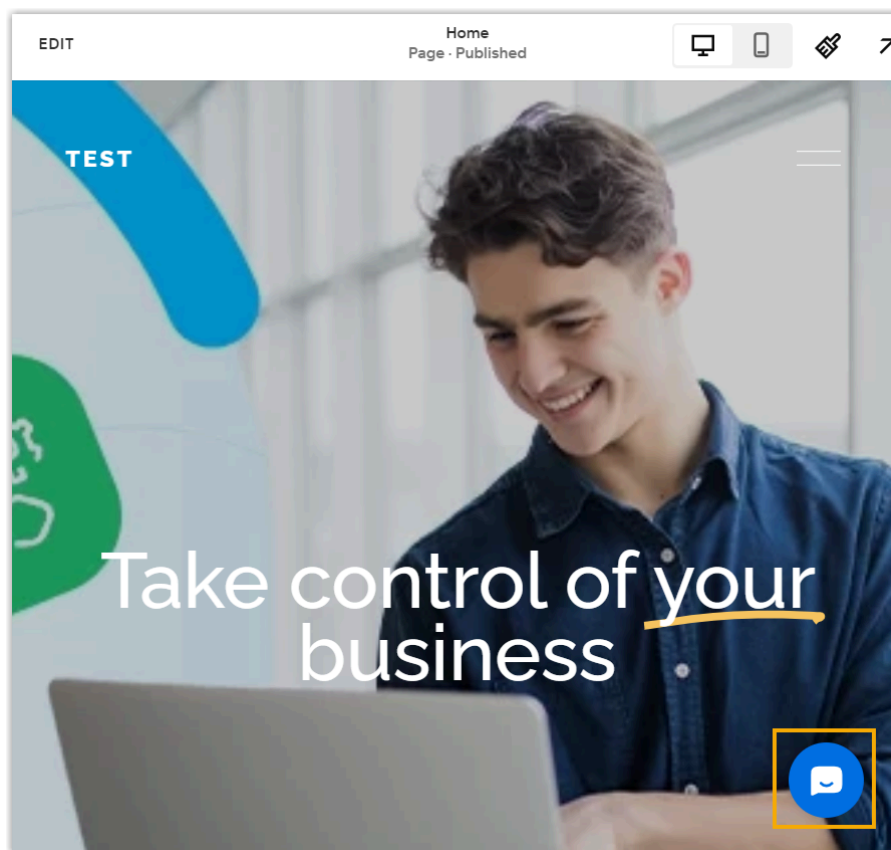 EDIT
Home
Page · Published
TEST
Take control of your
business